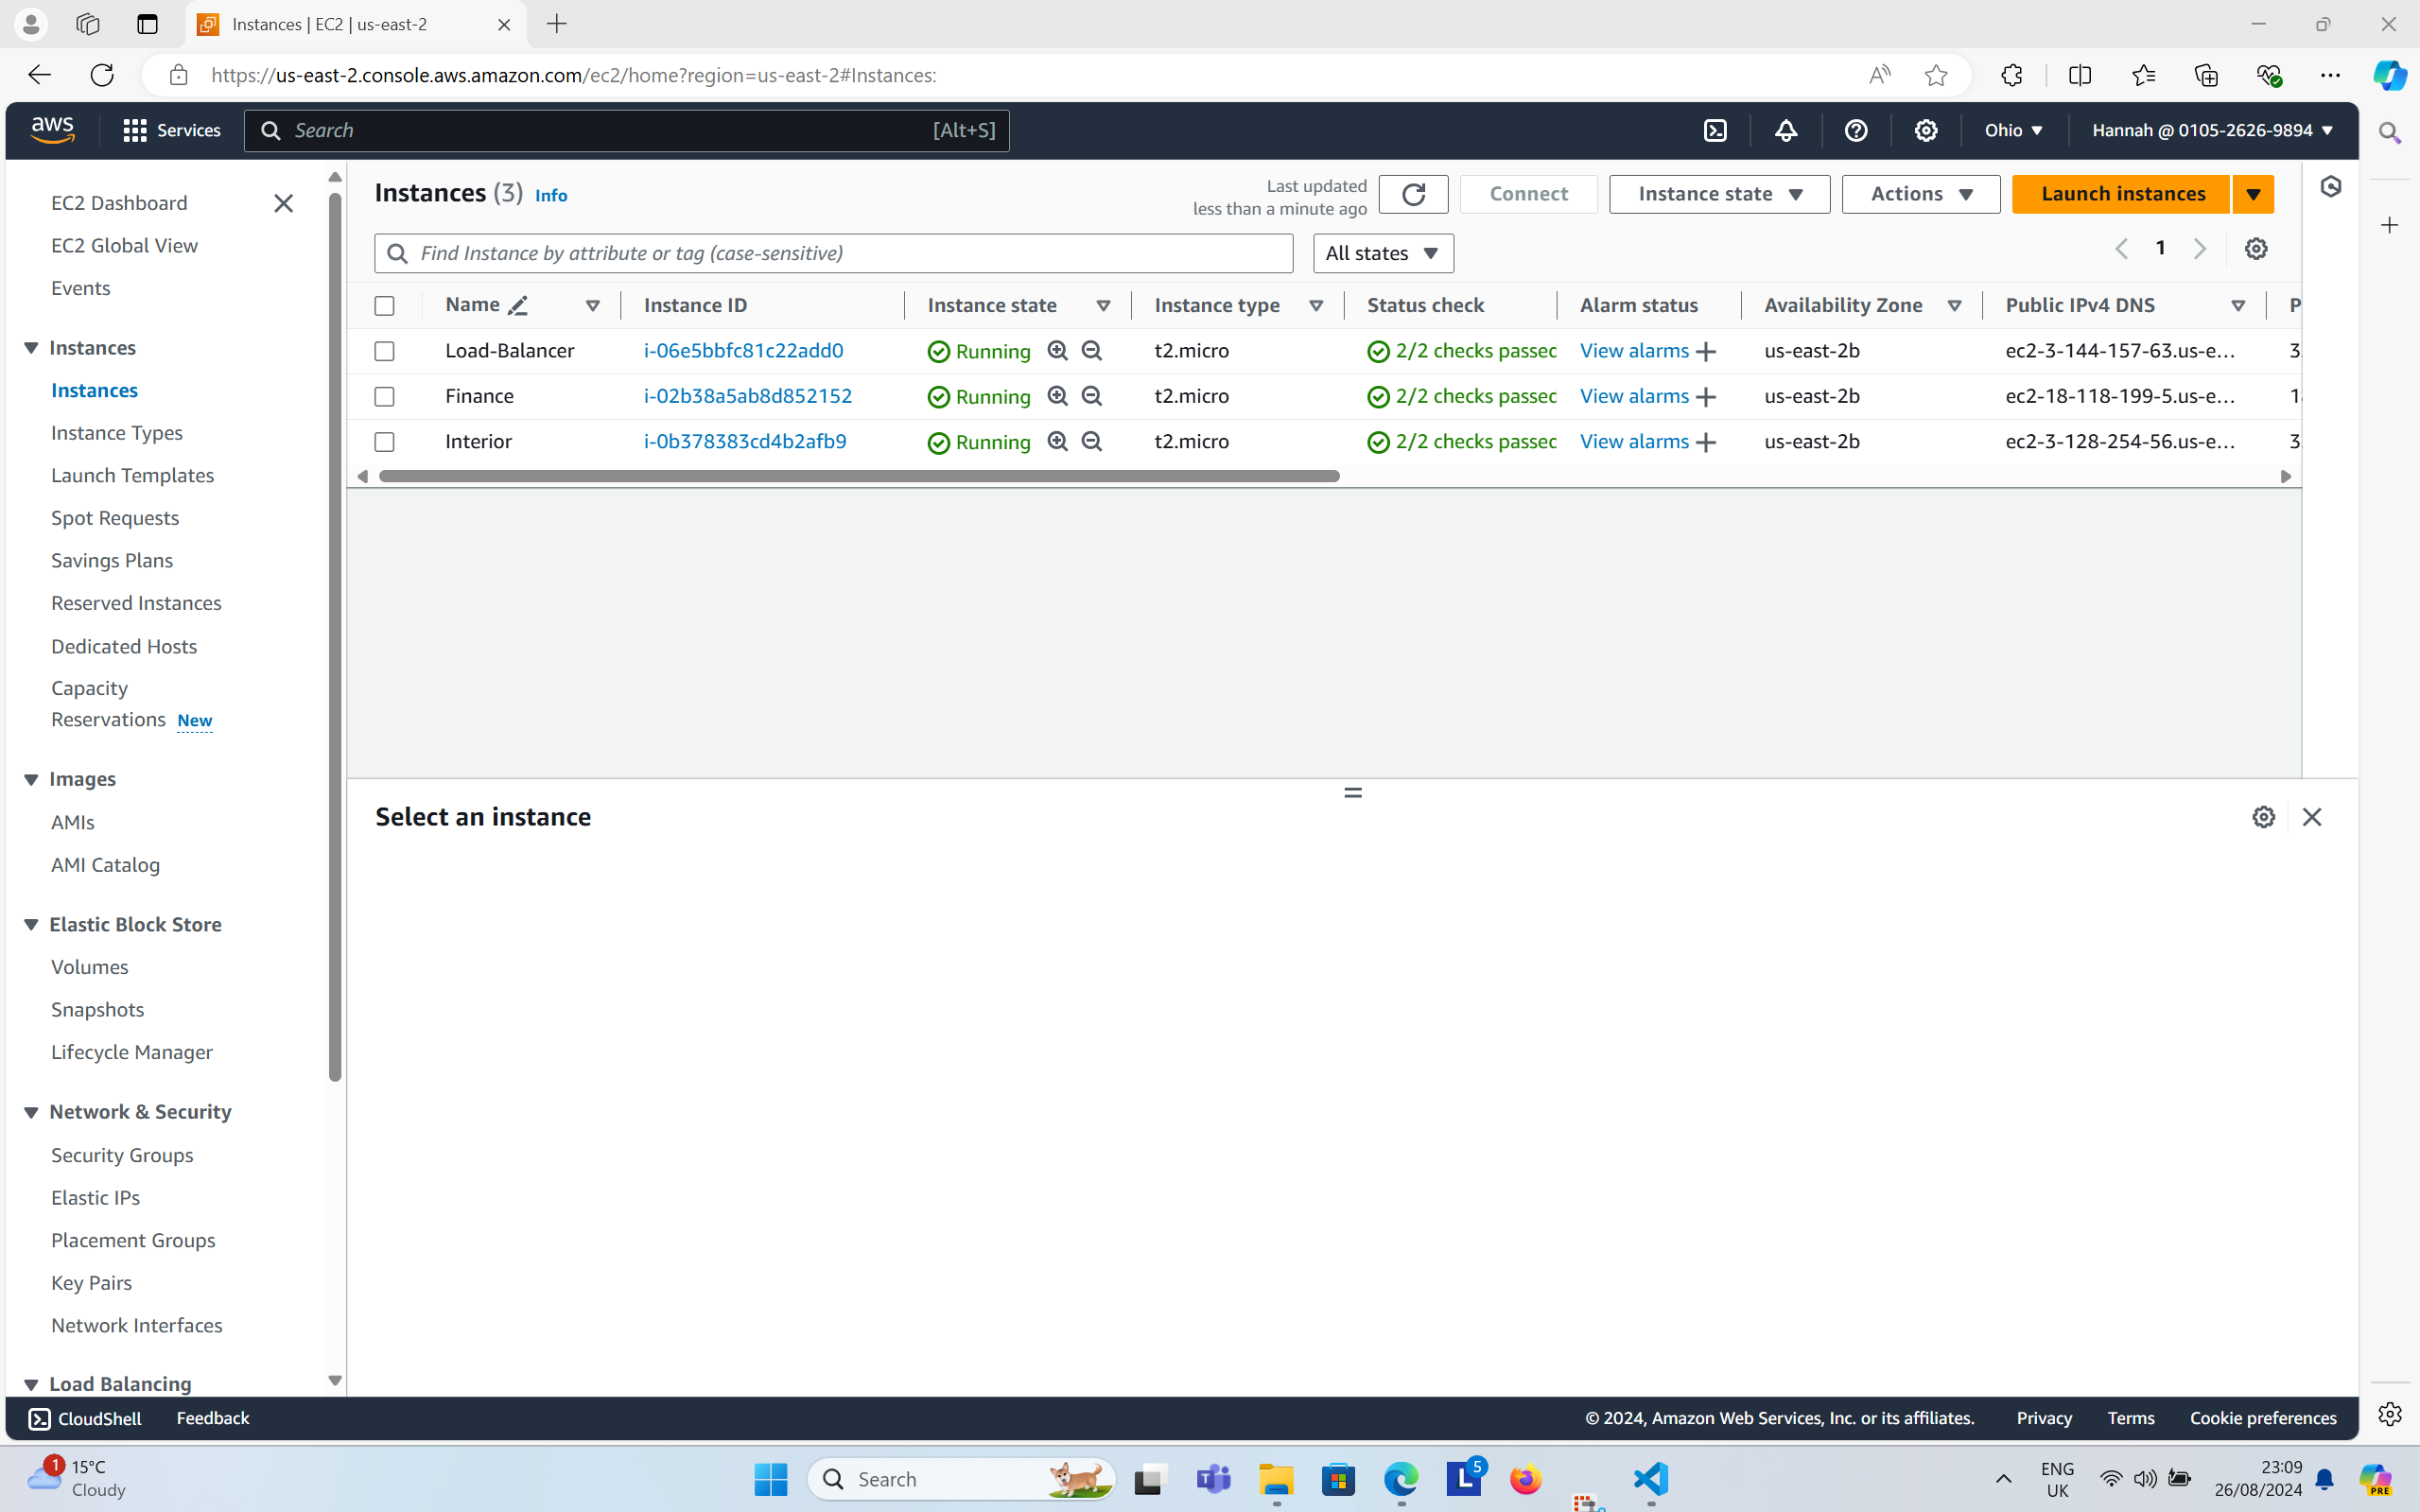 Instances | EC2 | us-east-2
https://us-east-2.console.aws.amazon.com/ec2/home?region=us-east-2#Instances:
aws
Services
Search
[Alt+S]
Ohio
Hannah @ 0105-2626-9894
EC2 Dashboard
EC2 Global View
Events
Instances
Instances
Instance Types
Launch Templates
Spot Requests
Savings Plans
Reserved Instances
Dedicated Hosts
Capacity
Reservations New
Images
AMIs
AMI Catalog
Elastic Block Store
Volumes
Snapshots
Lifecycle Manager
Network & Security
Security Groups
Elastic IPs
Placement Groups
Key Pairs
Network Interfaces
Load Balancing
Instances (3) Info
Last updated
less than a minute ago
Connect
Instance state
Actions
Launch instances
Find Instance by attribute or tag (case-sensitive)
All states
1
Name Instance ID Instance state Instance type Status check Alarm status Availability Zone Public IPv4 DNS P
Load-Balancer i-06e5bbfc81c22add0 Running t2.micro 2/2 checks passed View alarms us-east-2b ec2-3-144-157-63.us-e... 3
Finance i-02b38a5ab8d852152 Running t2.micro 2/2 checks passed View alarms us-east-2b ec2-18-118-199-5.us-e... 1
Interior i-0b378383cd4b2afb9 Running t2.micro 2/2 checks passed View alarms us-east-2b ec2-3-128-254-56.us-e... 3
Select an instance
CloudShell
Feedback
© 2024, Amazon Web Services, Inc. or its affiliates.
Privacy
Terms
Cookie preferences
1
15°C
Cloudy
Search
5
ENG
UK
23:09
26/08/2024
PRE